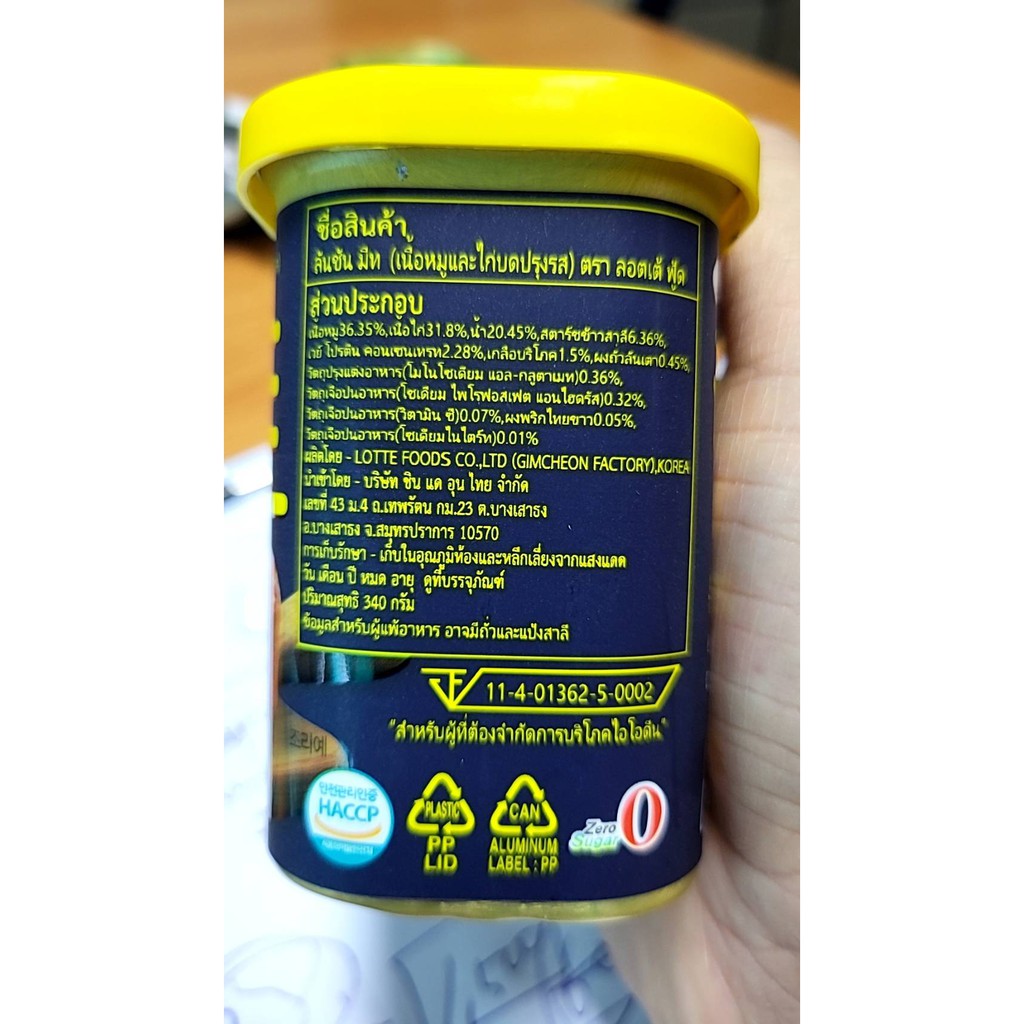 ชื่อสินค้า
ลันชัน มีท (เนื้อหมูและไก่บดปรุงรส) ตรา ลอตเต้ ฟู้ด
ส่วนประกอบ
เนื้อหมู36.35%,เนื้อไก่31.8%,น้ำ20.45%,สตาร์ชข้าวสาลี6.36%,
เวย์ โปรตีน คอนเซนเทรท2.28%,เกลือบริโภค1.5%,ผงถั่วลันเตา0.45%,
วัตถุปรุงแต่งอาหาร(โมโนโซเดียม แอล-กลูตาเมท)0.36%,
วัตถุเจือปนอาหาร(โซเดียม ไพโรฟอสเฟต แอนไฮดรัส)0.32%,
วัตถุเจือปนอาหาร(วิตามิน ซี)0.07%,ผงพริกไทยขาว0.05%,
วัตถุเจือปนอาหาร(โซเดียมไนไตร์ท)0.01%
ผลิตโดย - LOTTE FOODS CO.,LTD (GIMCHEON FACTORY),KOREA
นำเข้าโดย - บริษัท ชิน แด อุน ไทย จำกัด
เลขที่ 43 ม.4 ถ.เทพรัตน กม.23 ต.บางเสาธง
อ.บางเสาธง จ.สมุทรปราการ 10570
การเก็บรักษา - เก็บในอุณภูมิห้องและหลีกเลี่ยงจากแสงแดด
วัน เดือน ปี หมด อายุ ดูที่บรรจุภัณฑ์
ปริมาณสุทธิ 340 กรัม
ข้อมูลสำหรับผู้แพ้อาหาร อาจมีถั่วและแป้งสาลี
11-4-01362-5-0002
"สำหรับผู้ที่ต้องจำกัดการบริโภคไอโอดีน"
조리예
안전관리인증
HACCP
PLASTIC
PP
LID
CAN
ALUMINUM
LABEL : PP
Zero
Sugar
0